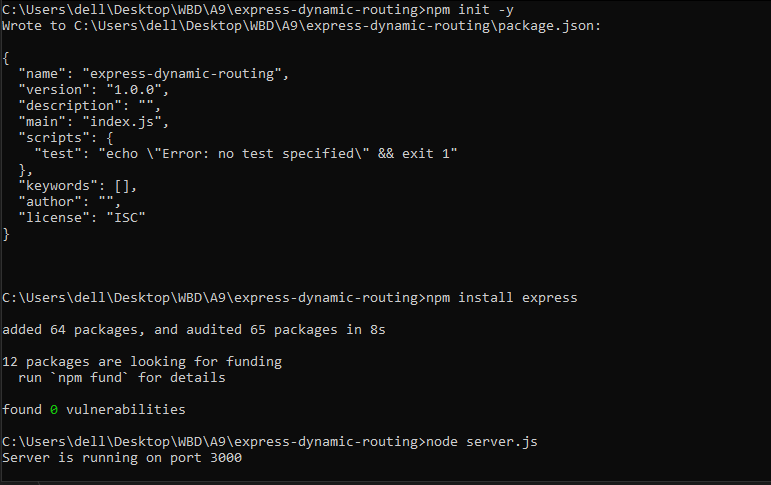 C:\Users\dell\Desktop\WBD\A9\express-dynamic-routing>npm init -y
Wrote to C:\Users\dell\Desktop\WBD\A9\express-dynamic-routing\package.json:
{
  "name": "express-dynamic-routing",
  "version": "1.0.0",
  "description": "",
  "main": "index.js",
  "scripts": {
    "test": "echo \"Error: no test specified\" && exit 1"
  },
  "keywords": [],
  "author": "",
  "license": "ISC"
}
C:\Users\dell\Desktop\WBD\A9\express-dynamic-routing>npm install express
added 64 packages, and audited 65 packages in 8s
12 packages are looking for funding
  run `npm fund` for details
found 0 vulnerabilities
C:\Users\dell\Desktop\WBD\A9\express-dynamic-routing>node server.js
Server is running on port 3000